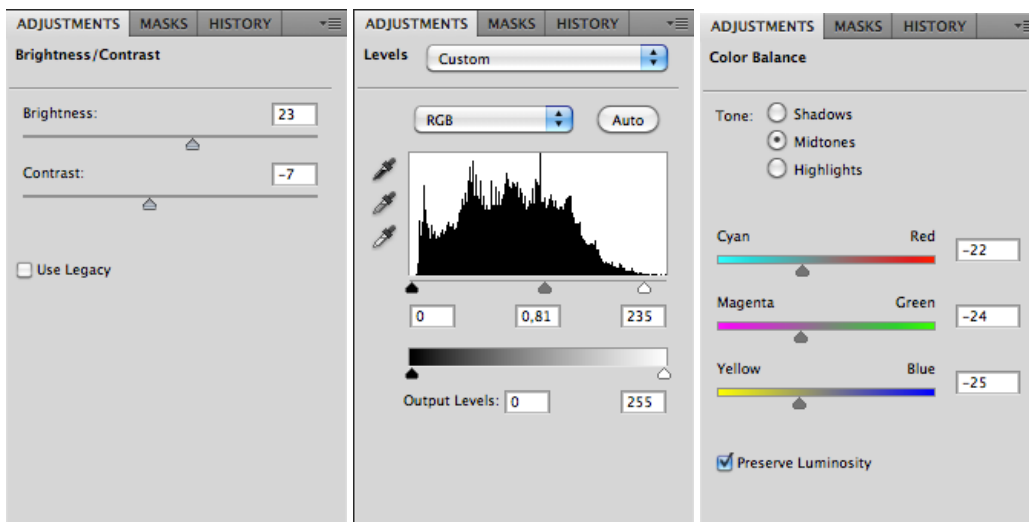 ADJUSTMENTS MASKS HISTORY
Brightness/Contrast
Brightness: 23
Contrast: -7
Use Legacy
ADJUSTMENTS MASKS HISTORY
Levels Custom
RGB Auto
0 0,81 235
Output Levels: 0 255
ADJUSTMENTS MASKS HISTORY
Color Balance
Tone: Shadows
Midtones
Highlights
Cyan Red -22
Magenta Green -24
Yellow Blue -25
Preserve Luminosity